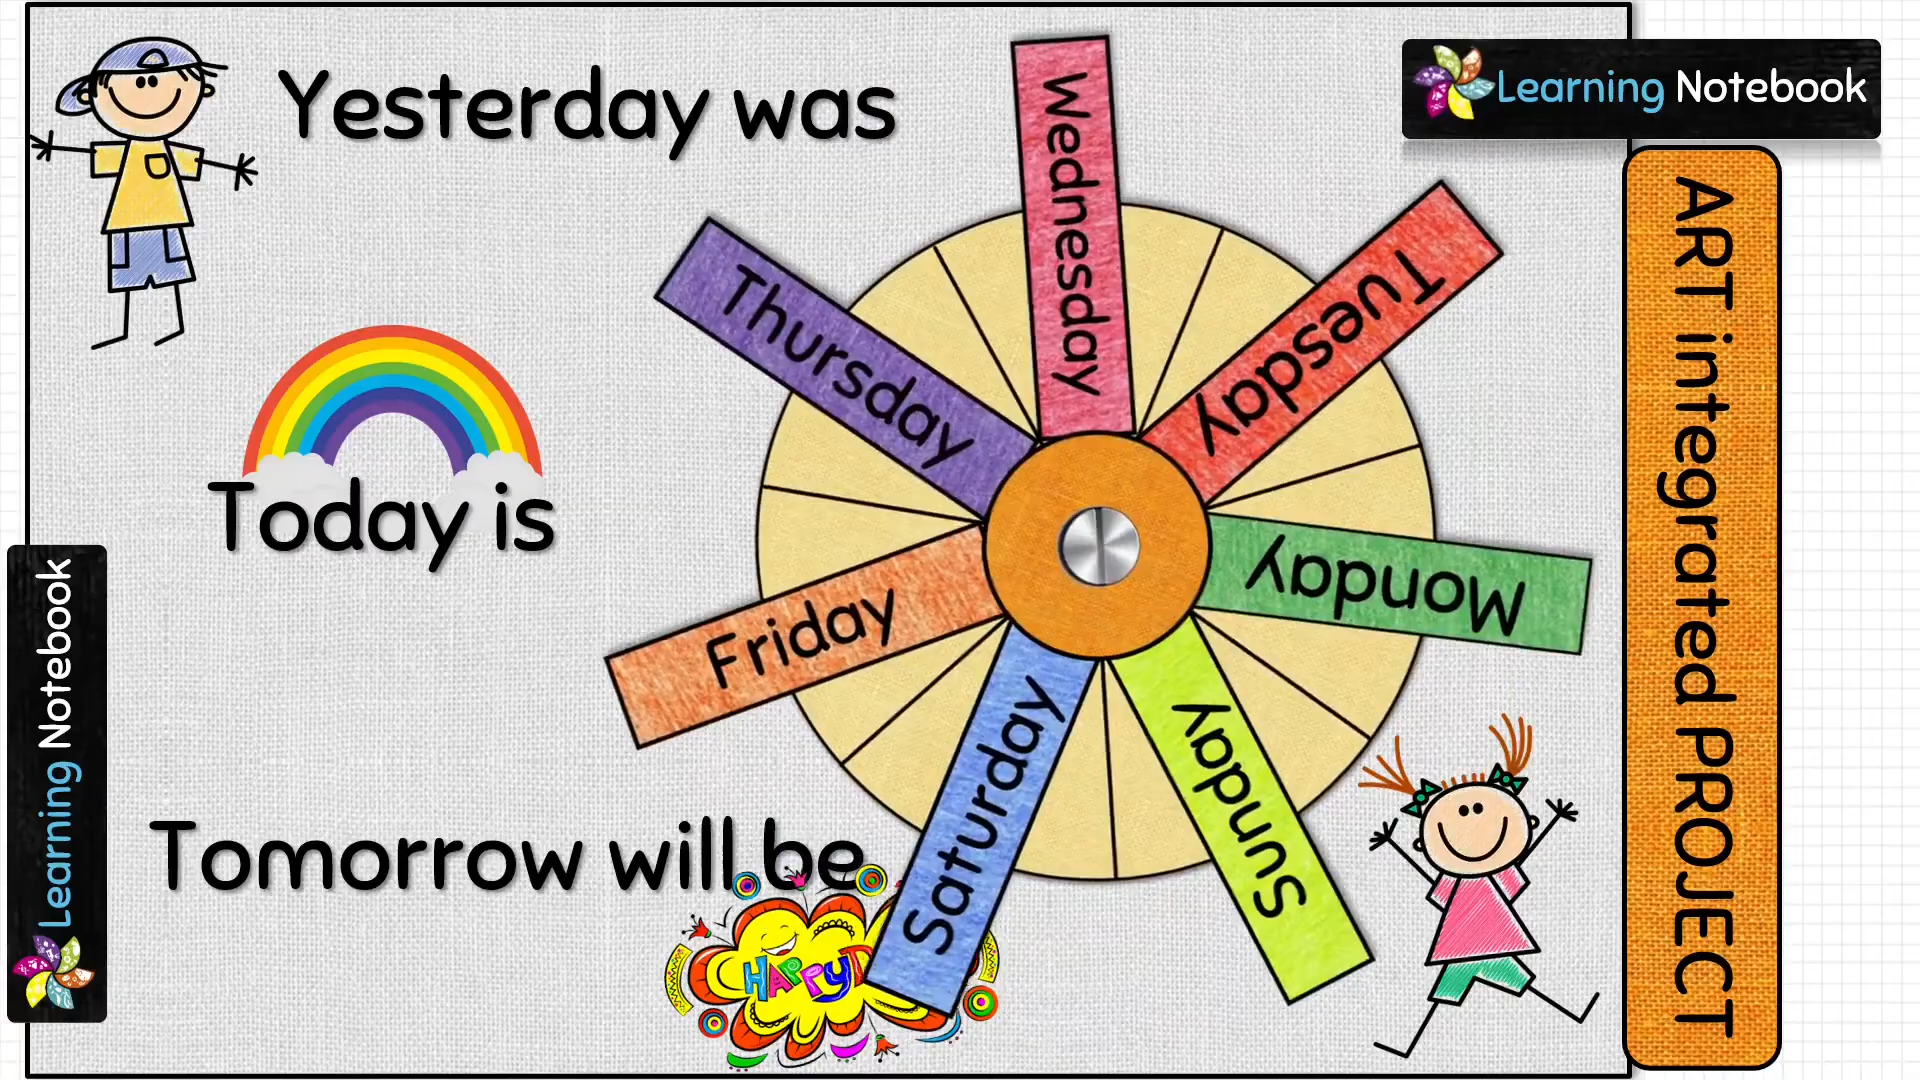 Yesterday was
Today is
Tomorrow will be
Wednesday
Tuesday
Monday
Sunday
Saturday
Friday
Thursday
HAPPY
Learning Notebook
ART integrated PROJECT
Learning Notebook